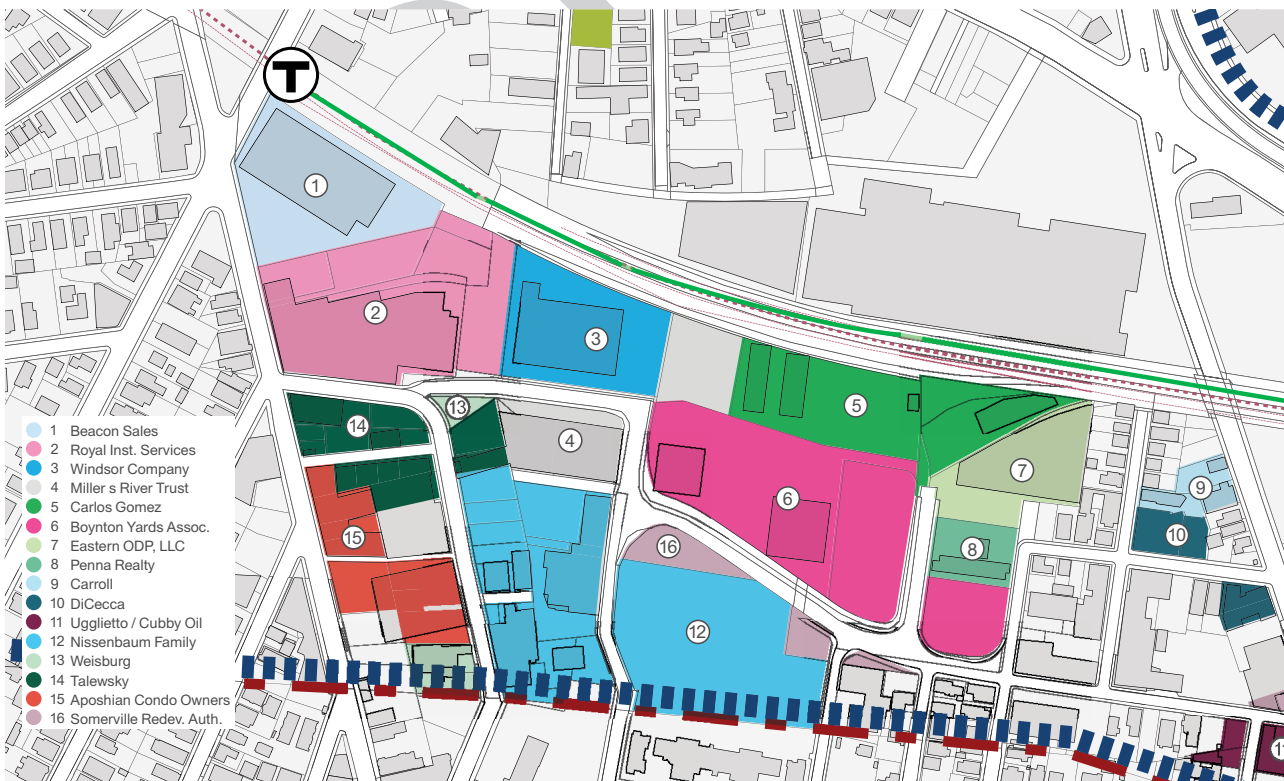 T
1
2
3
13
14
4
5
7
9
6
10
15
16
8
12
11
1 Beacon Sales
2 Royal Inst. Services
3 Windsor Company
4 Miller s River Trust
5 Carlos Gomez
6 Boynton Yards Assoc.
7 Eastern ODP, LLC
8 Penna Realty
9 Carroll
10 DiCecca
11 Ugglietto / Cubby Oil
12 Nissenbaum Family
13 Weisburg
14 Talewsky
15 Aposhian Condo Owners
16 Somerville Redev. Auth.